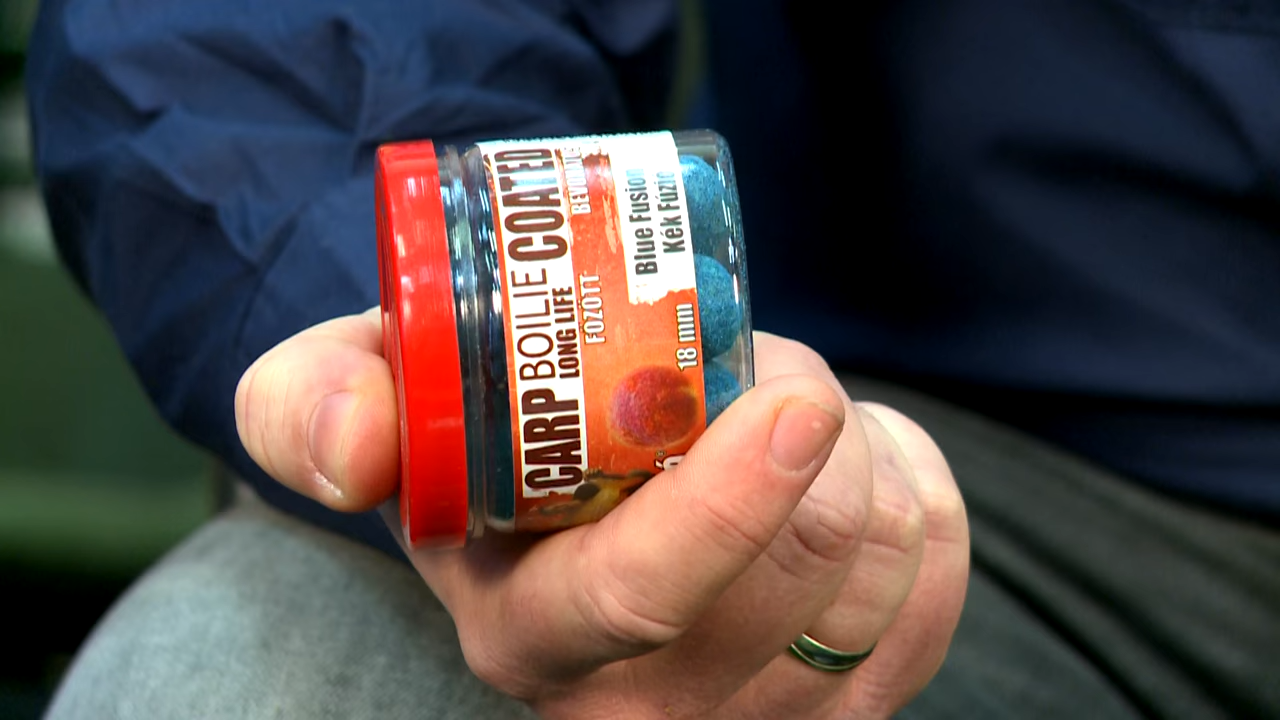 CARP BOILIE COATED
LONG LIFE
FŐZÖTT
Blue Fusion
Kék Fúzió
18 mm